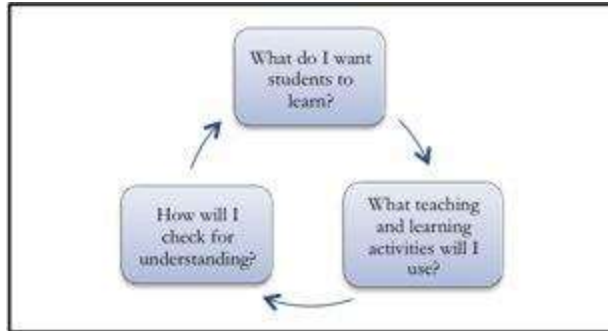 What do I want
students to
learn?
What teaching
and learning
activities will I
use?
How will I
check for
understanding?